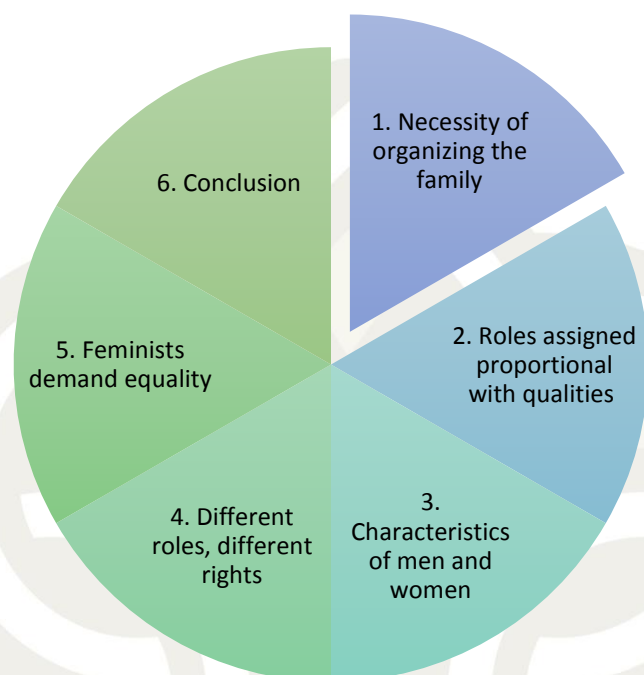 1. Necessity of
organizing the
family
2. Roles assigned
proportional
with qualities
3.
Characteristics
of men and
women
4. Different
roles, different
rights
5. Feminists
demand equality
6. Conclusion